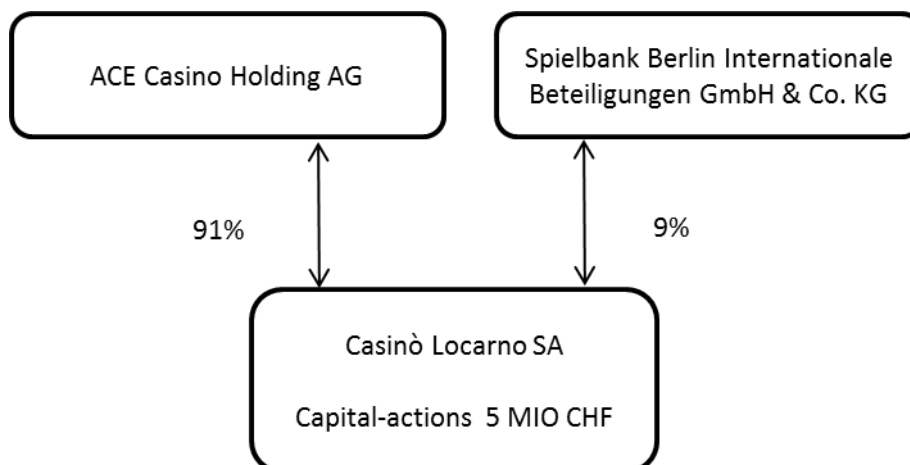 ACE Casino Holding AG
Spielbank Berlin Internationale
Beteiligungen GmbH & Co. KG
91%
9%
Casinò Locarno SA
Capital-actions 5 MIO CHF